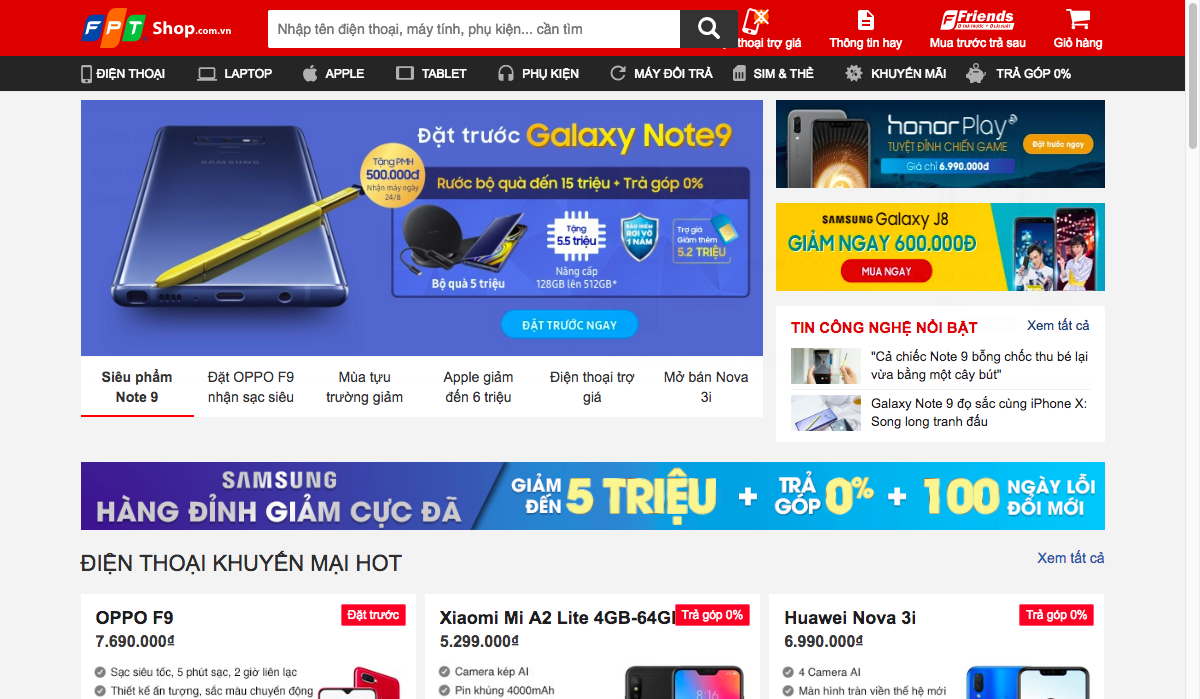 FPT Shop.com.vn
Nhập tên điện thoại, máy tính, phụ kiện... cần tìm
thoại trợ giá
Thông tin hay
F.Friends
Mua trước trả sau
Giỏ hàng
ĐIỆN THOẠI
LAPTOP
APPLE
TABLET
PHỤ KIỆN
MÁY ĐỔI TRẢ
SIM & THẺ
KHUYẾN MÃI
TRẢ GÓP 0%
SAMSUNG
Đặt trước Galaxy Note9
Tặng PMH
500.000đ
Nhận máy ngày
24/8
Rước bộ quà đến 15 triệu + Trả góp 0%
Bộ quà 5 triệu
Tặng
5.5 triệu
Nâng cấp
128GB lên 512GB*
BẢO HIỂM
RƠI VỠ
1 NĂM
Trợ giá
Giảm thêm
5.2 TRIỆU
ĐẶT TRƯỚC NGAY
Siêu phẩm
Note 9
Đặt OPPO F9
nhận sạc siêu
Mùa tựu
trường giảm
Apple giảm
đến 6 triệu
Điện thoại trợ
giá
Mở bán Nova
3i
honor Play
TUYỆT ĐỈNH CHIẾN GAME
Giá chỉ 6.990.000đ
Đặt trước ngay
SAMSUNG Galaxy J8
GIẢM NGAY 600.000Đ
MUA NGAY
TIN CÔNG NGHỆ NỔI BẬT
Xem tất cả
"Cả chiếc Note 9 bỗng chốc thu bé lại
vừa bằng một cây bút"
Galaxy Note 9 đọ sắc cùng iPhone X:
Song long tranh đấu
SAMSUNG
HÀNG ĐỈNH GIẢM CỰC ĐÃ
GIẢM
ĐẾN 5 TRIỆU + TRẢ
GÓP 0% + 100 NGÀY LỖI
ĐỔI MỚI
ĐIỆN THOẠI KHUYẾN MẠI HOT
Xem tất cả
OPPO F9
Đặt trước
7.690.000₫
Sạc siêu tốc, 5 phút sạc, 2 giờ liên lạc
Thiết kế ấn tượng, sắc màu chuyển động
Xiaomi Mi A2 Lite 4GB-64G
Trả góp 0%
5.299.000₫
Camera kép AI
Pin khủng 4000mAh
8:16
Huawei Nova 3i
Trả góp 0%
6.990.000₫
4 Camera AI
Màn hình tràn viền thế hệ mới